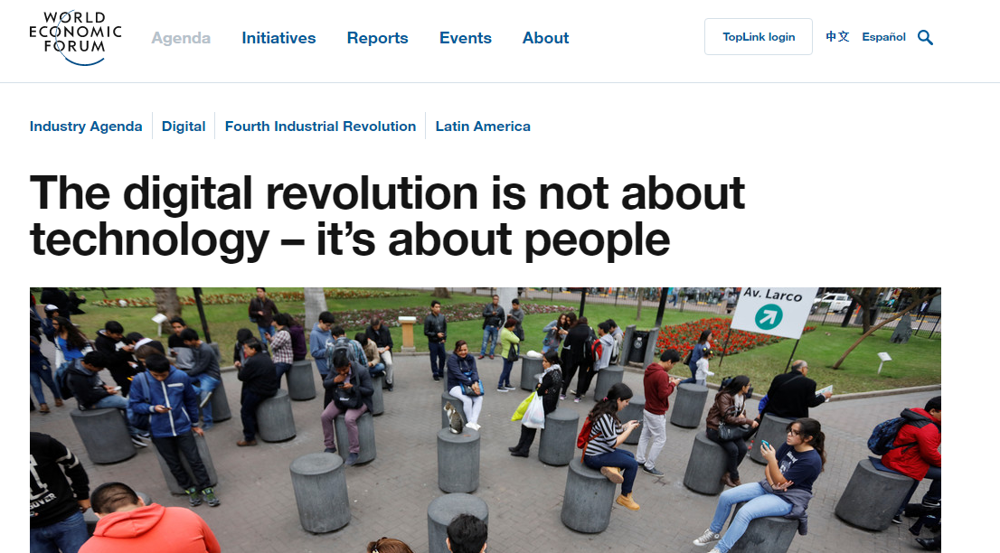 WORLD
ECONOMIC
FORUM
Agenda Initiatives Reports Events About
TopLink login 中文 Español
Industry Agenda Digital Fourth Industrial Revolution Latin America
The digital revolution is not about
technology – it’s about people
Av. Larco